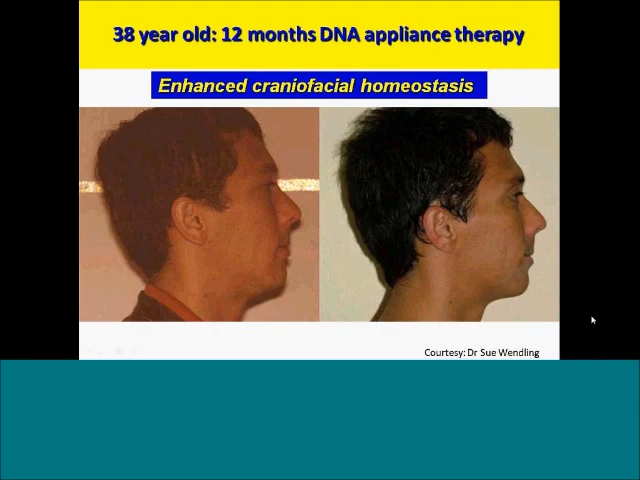 38 year old: 12 months DNA appliance therapy
Enhanced craniofacial homeostasis
Courtesy: Dr Sue Wendling